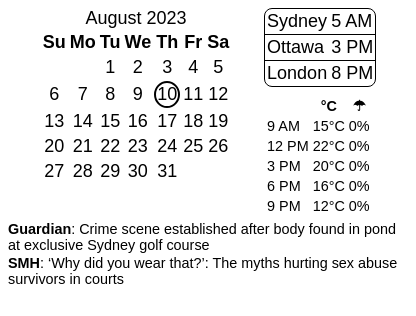 August 2023
Su Mo Tu We Th Fr Sa
1 2 3 4 5
6 7 8 9 10 11 12
13 14 15 16 17 18 19
20 21 22 23 24 25 26
27 28 29 30 31
Sydney 5 AM
Ottawa 3 PM
London 8 PM
°C ☂
9 AM 15°C 0%
12 PM 22°C 0%
3 PM 20°C 0%
6 PM 16°C 0%
9 PM 12°C 0%
Guardian: Crime scene established after body found in pond
at exclusive Sydney golf course
SMH: ‘Why did you wear that?’: The myths hurting sex abuse
survivors in courts